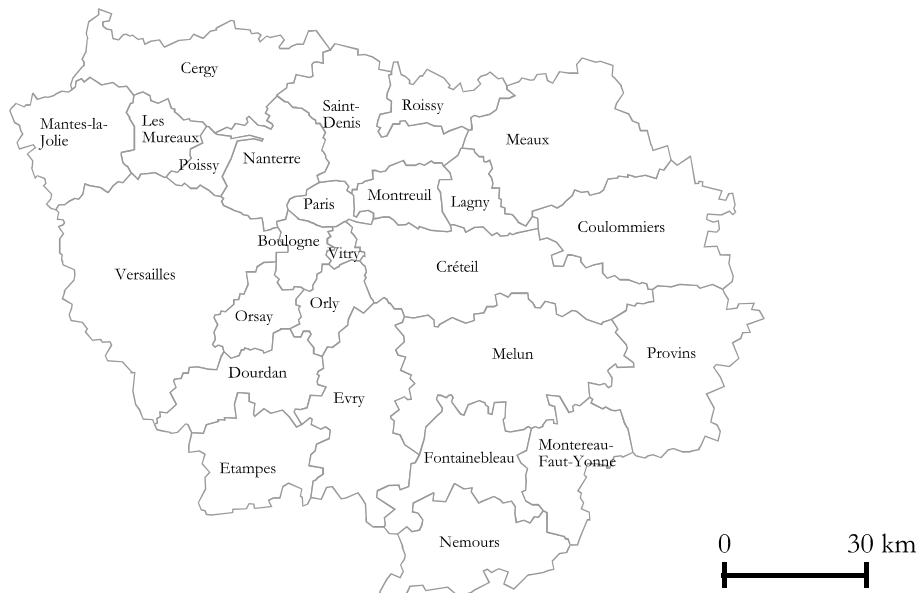 Cergy
Saint-
Denis
Roissy
Mantes-la-
Jolie
Les
Mureaux
Poissy
Nanterre
Meaux
Paris
Montreuil
Lagny
Coulommiers
Boulogne
Vitry
Versailles
Créteil
Orsay
Orly
Melun
Provins
Dourdan
Evry
Etampes
Fontainebleau
Montereau-
Faut-Yonne
Nemours
0 30 km